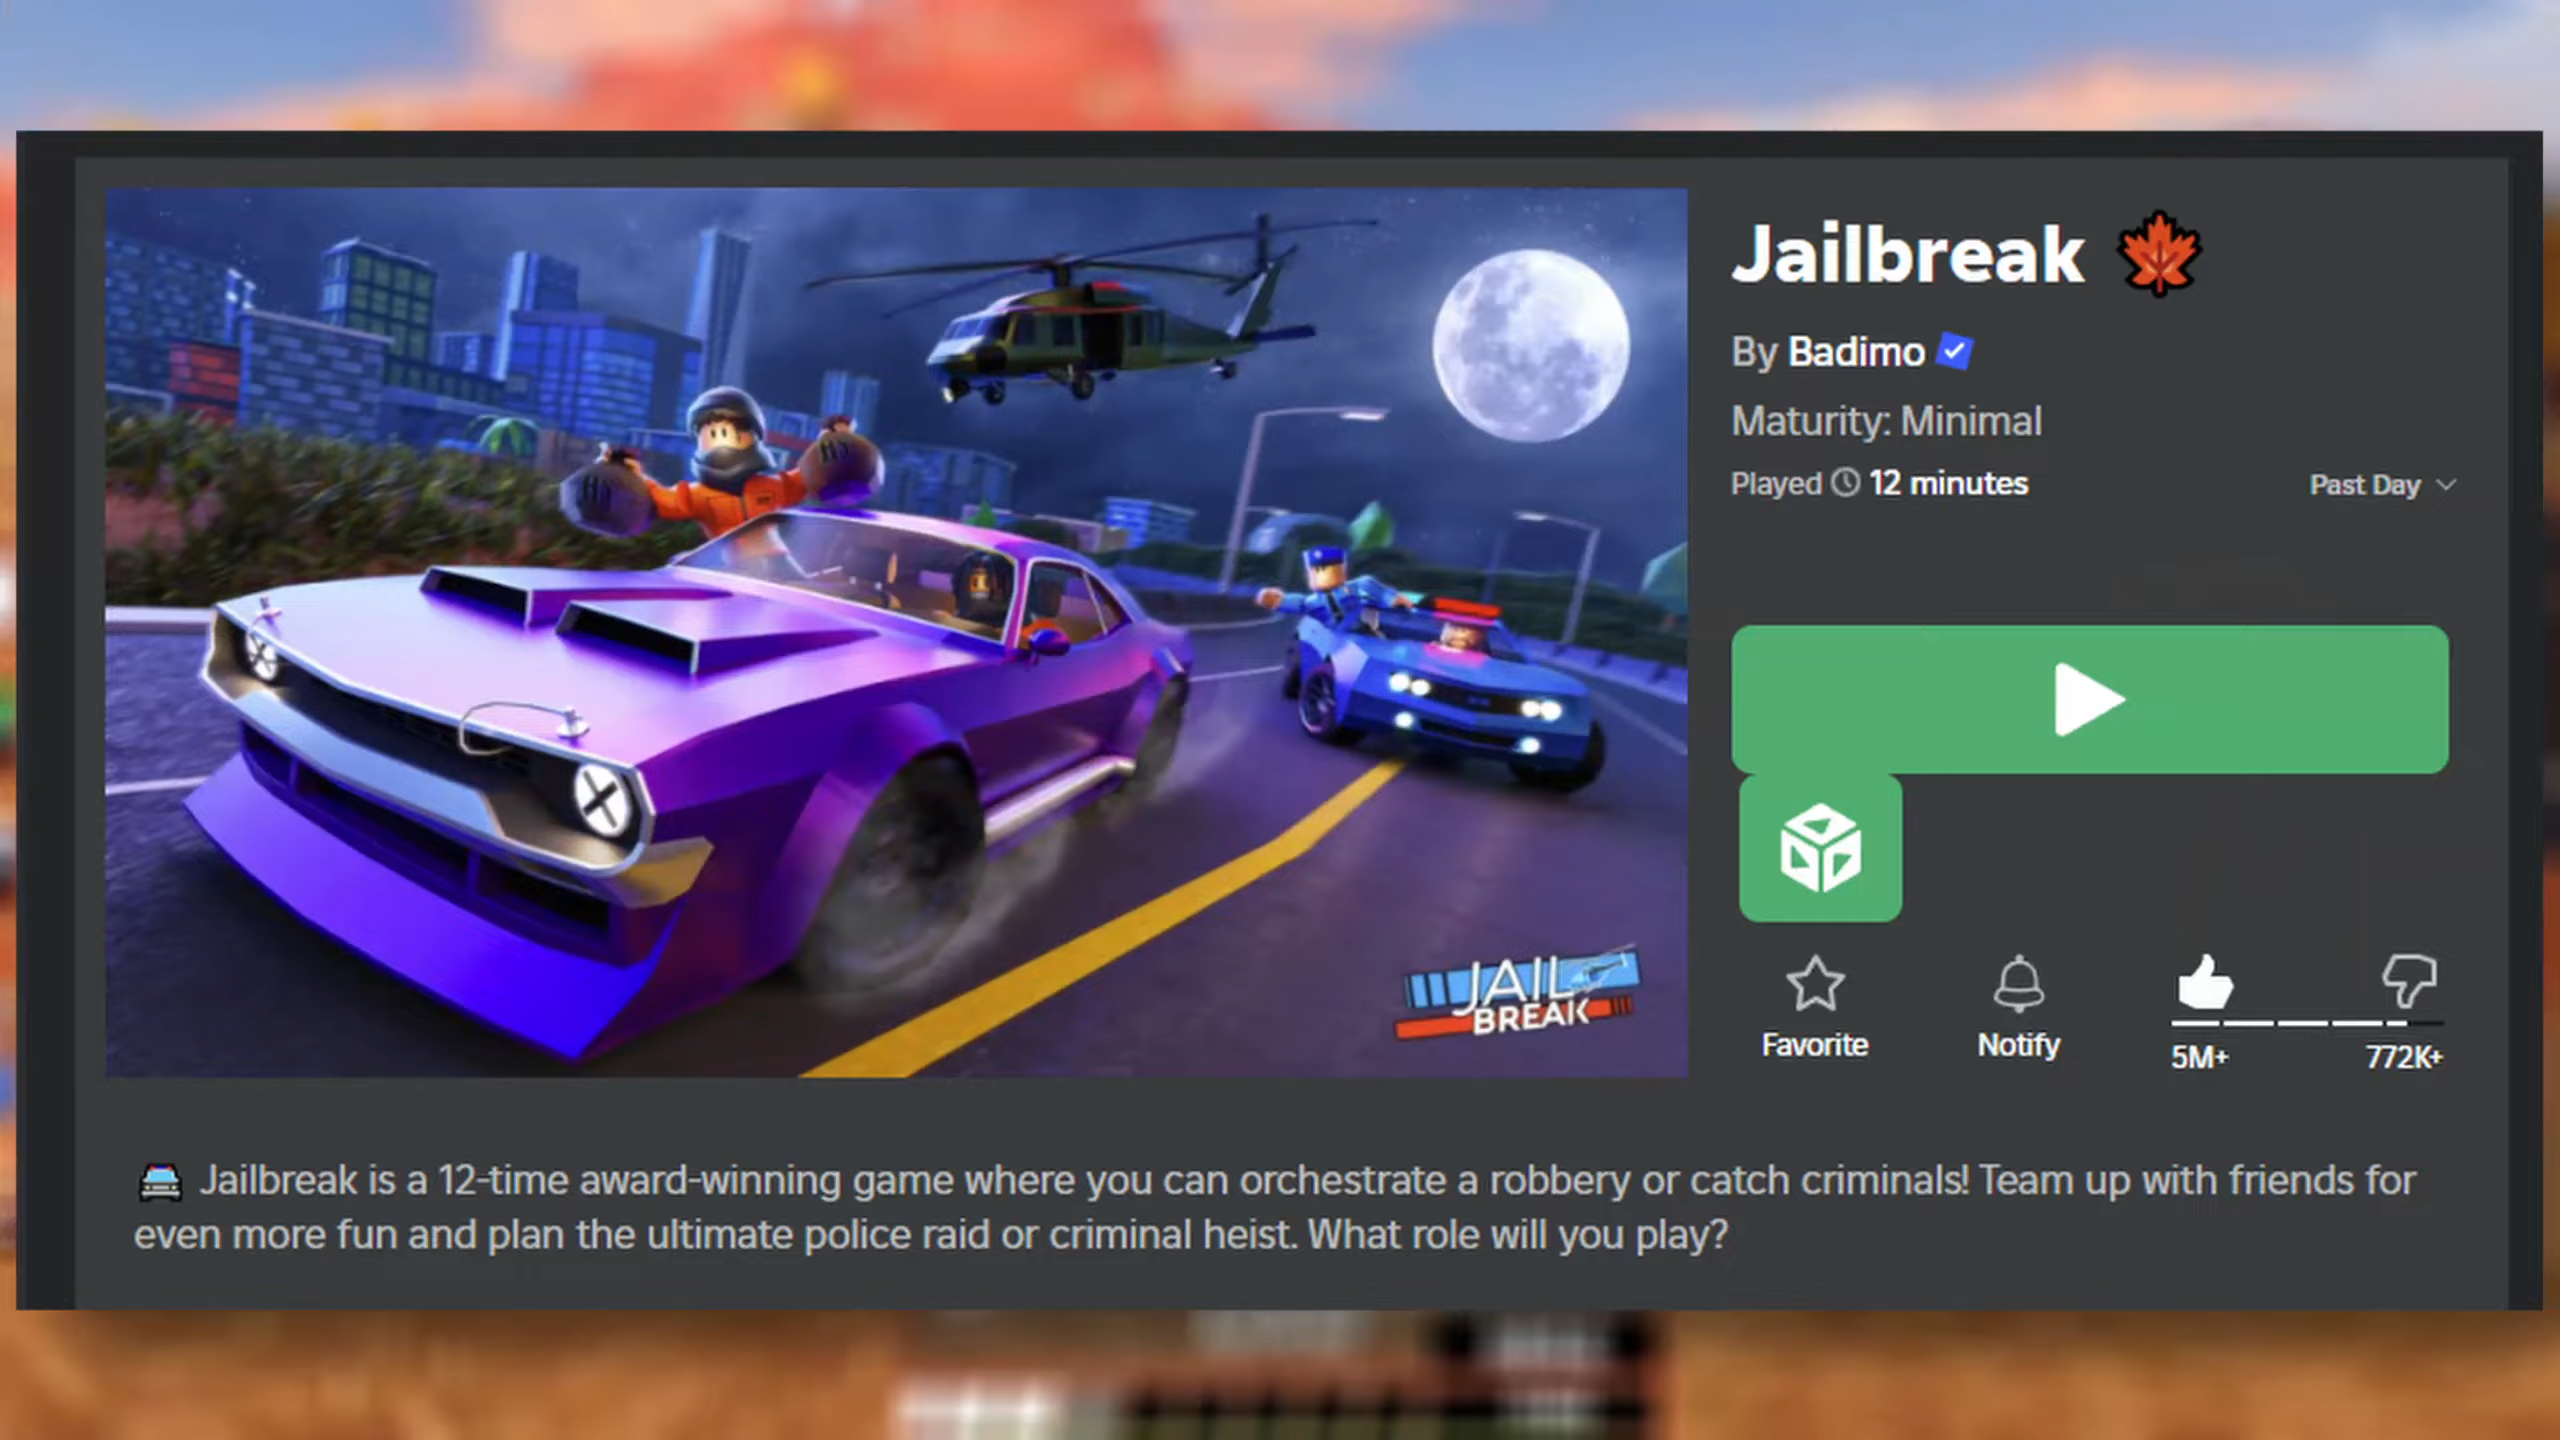 Jailbreak 🍁
By Badimo
Maturity: Minimal
Played 12 minutes
Past Day
JAIL
BREAK
Favorite
Notify
5M+
772K+
🚔 Jailbreak is a 12-time award-winning game where you can orchestrate a robbery or catch criminals! Team up with friends for
even more fun and plan the ultimate police raid or criminal heist. What role will you play?